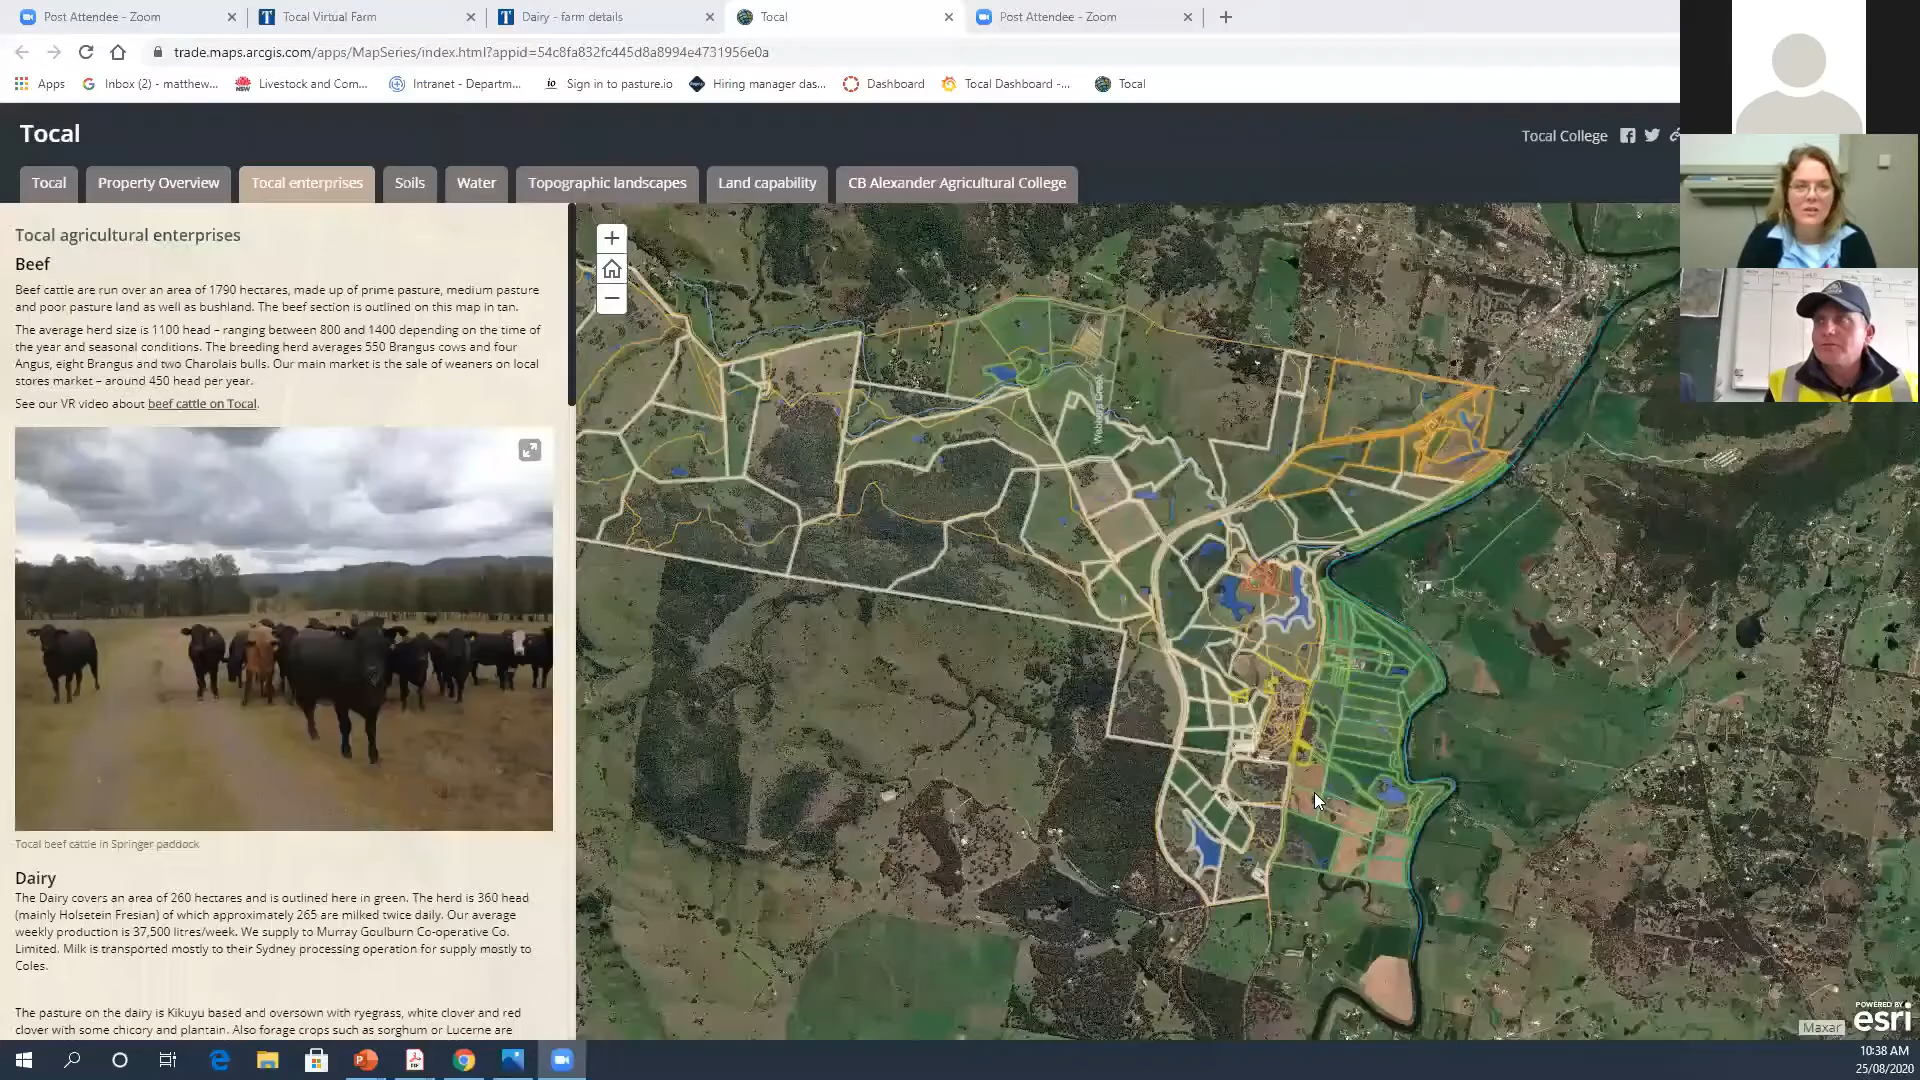 Post Attendee - Zoom
Tocal Virtual Farm
Dairy - farm details
Tocal
Post Attendee - Zoom
trade.maps.arcgis.com/apps/MapSeries/index.html?appid=54c8fa832fc445d8a8994e4731956e0a
Apps
Inbox (2) - matthew...
Livestock and Com...
Intranet - Departm...
Sign in to pasture.io
Hiring manager das...
Dashboard
Tocal Dashboard -...
Tocal
Tocal
Tocal College
Tocal
Property Overview
Tocal enterprises
Soils
Water
Topographic landscapes
Land capability
CB Alexander Agricultural College
Tocal agricultural enterprises
Beef
Beef cattle are run over an area of 1790 hectares, made up of prime pasture, medium pasture
and poor pasture land as well as bushland. The beef section is outlined on this map in tan.
The average herd size is 1100 head – ranging between 800 and 1400 depending on the time of
the year and seasonal conditions. The breeding herd averages 550 Brangus cows and four
Angus, eight Brangus and two Charolais bulls. Our main market is the sale of weaners on local
stores market – around 450 head per year.
See our VR video about beef cattle on Tocal.
Tocal beef cattle in Springer paddock
Dairy
The Dairy covers an area of 260 hectares and is outlined here in green. The herd is 360 head
(mainly Holsetein Fresian) of which approximately 265 are milked twice daily. Our average
weekly production is 37,500 litres/week. We supply to Murray Goulburn Co-operative Co.
Limited. Milk is transported mostly to their Sydney processing operation for supply mostly to
Coles.
The pasture on the dairy is Kikuyu based and oversown with ryegrass, white clover and red
clover with some chicory and plantain. Also forage crops such as sorghum or Lucerne are
Webbers Creek
Maxar
POWERED BY
esri
10:38 AM
25/08/2020